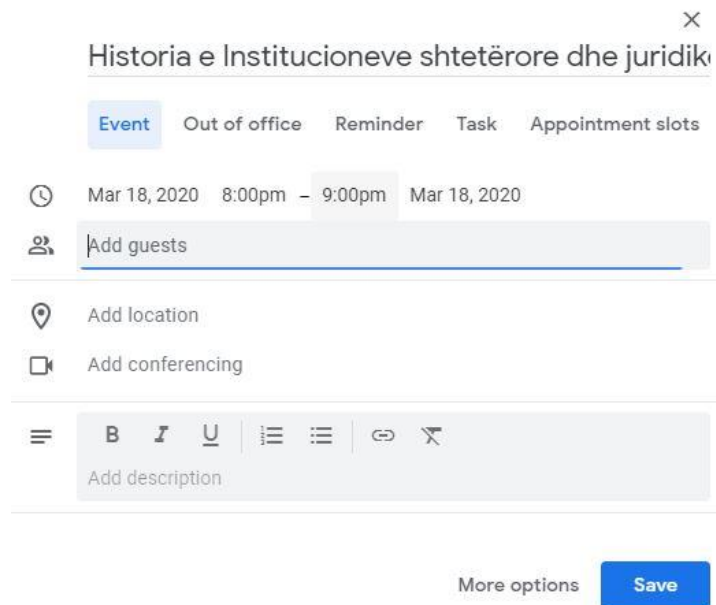 Historia e Institucioneve shtetërore dhe juridik
Event Out of office Reminder Task Appointment slots
Mar 18, 2020 8:00pm – 9:00pm Mar 18, 2020
Add guests
Add location
Add conferencing
B I U
Add description
More options Save